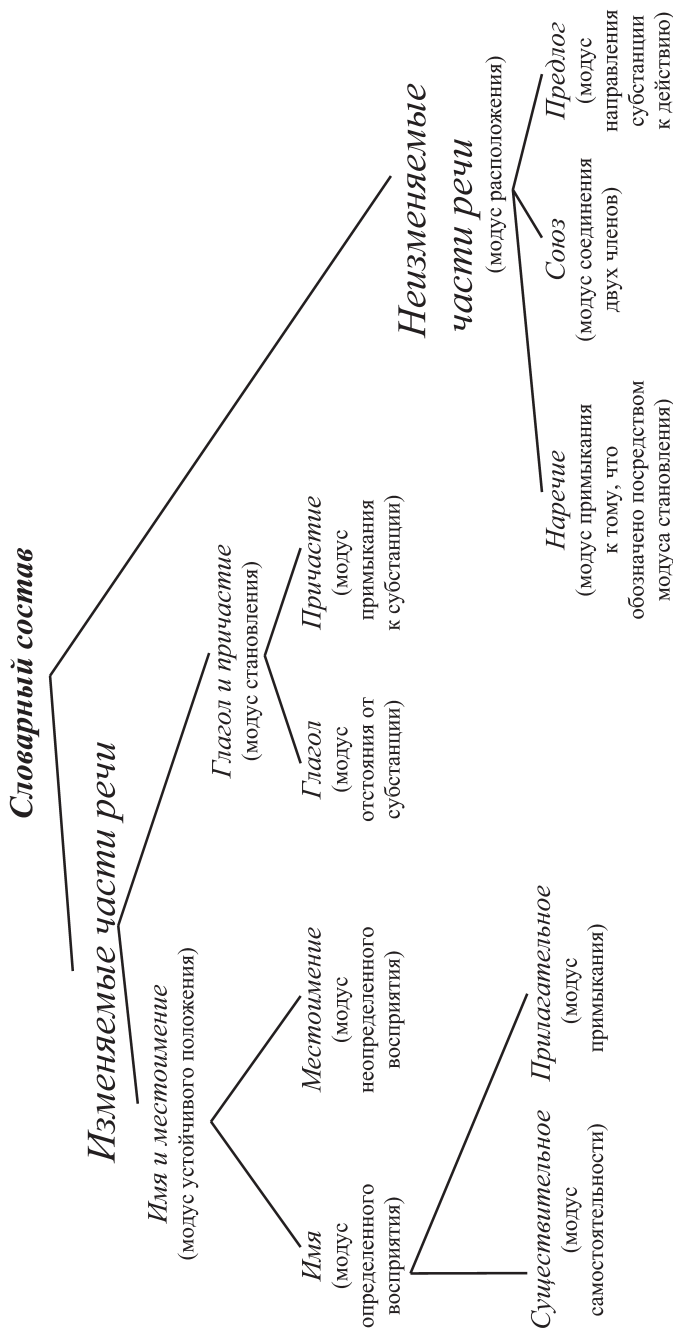 Словарный состав
Изменяемые части речи
Имя и местоимение
(модус устойчивого положения)
Имя
(модус
определенного
восприятия)
Существительное
(модус
самостоятельности)
Прилагательное
(модус
примыкания)
Местоимение
(модус
неопределенного
восприятия)
Глагол и причастие
(модус становления)
Глагол
(модус
отстояния от
субстанции)
Причастие
(модус
примыкания
к субстанции)
Неизменяемые
части речи
(модус расположения)
Наречие
(модус примыкания
к тому, что
обозначено посредством
модуса становления)
Союз
(модус соединения
двух членов)
Предлог
(модус
направления
субстанции
к действию)